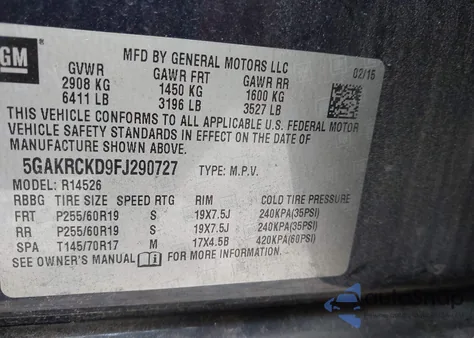 GM
MFD BY GENERAL MOTORS LLC
02/16
GVWR GAWR FRT GAWR RR
2908 KG 1450 KG 1600 KG
6411 LB 3196 LB 3527 LB
THIS VEHICLE CONFORMS TO ALL APPLICABLE U.S. FEDERAL MOTOR
VEHICLE SAFETY STANDARDS IN EFFECT ON THE DATE OF
MANUFACTURE SHOWN ABOVE.
5GAKRCKD9FJ290727 TYPE: M.P.V.
MODEL: R14526
RBBG TIRE SIZE SPEED RTG RIM COLD TIRE PRESSURE
FRT P255/60R19 S 19X7.5J 240KPA(35PSI)
RR P255/60R19 S 19X7.5J 240KPA(35PSI)
SPA T145/70R17 M 17X4.5B 420KPA(60PSI)
SEE OWNER'S MANUAL FOR MORE INFORMATION.
autosnap